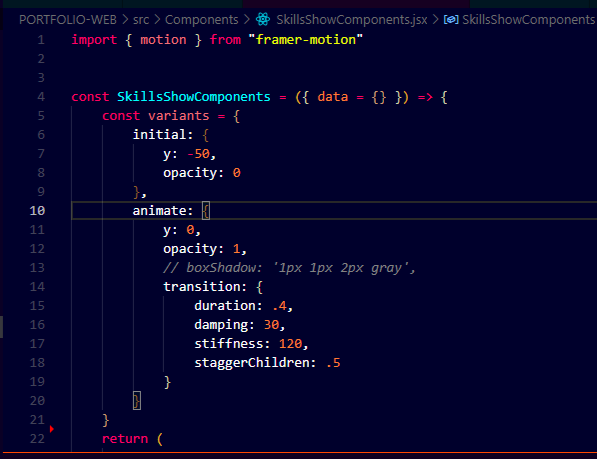 PORTFOLIO-WEB > src > Components > SkillsShowComponents.jsx > SkillsShowComponents
1 import { motion } from "framer-motion"
2
3
4 const SkillsShowComponents = ({ data = {} }) => {
5 const variants = {
6 initial: {
7 y: -50,
8 opacity: 0
9 },
10 animate: {
11 y: 0,
12 opacity: 1,
13 // boxShadow: '1px 1px 2px gray',
14 transition: {
15 duration: .4,
16 damping: 30,
17 stiffness: 120,
18 staggerChildren: .5
19 }
20 }
21 }
22 return (